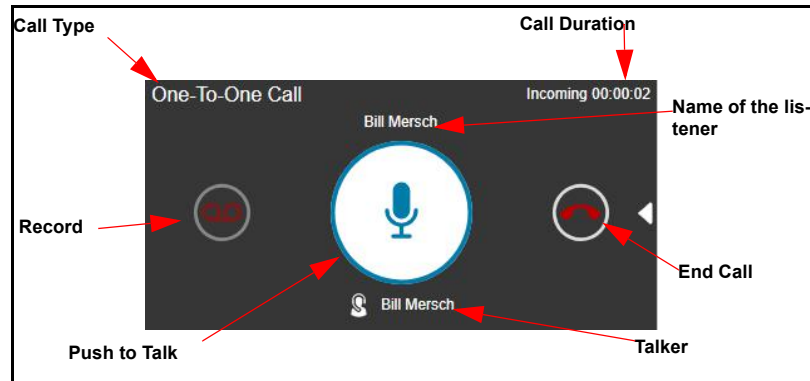 Call Type
Call Duration
One-To-One Call
Incoming 00:00:02
Name of the lis-
tener
Bill Mersch
Record
End Call
Bill Mersch
Push to Talk
Talker